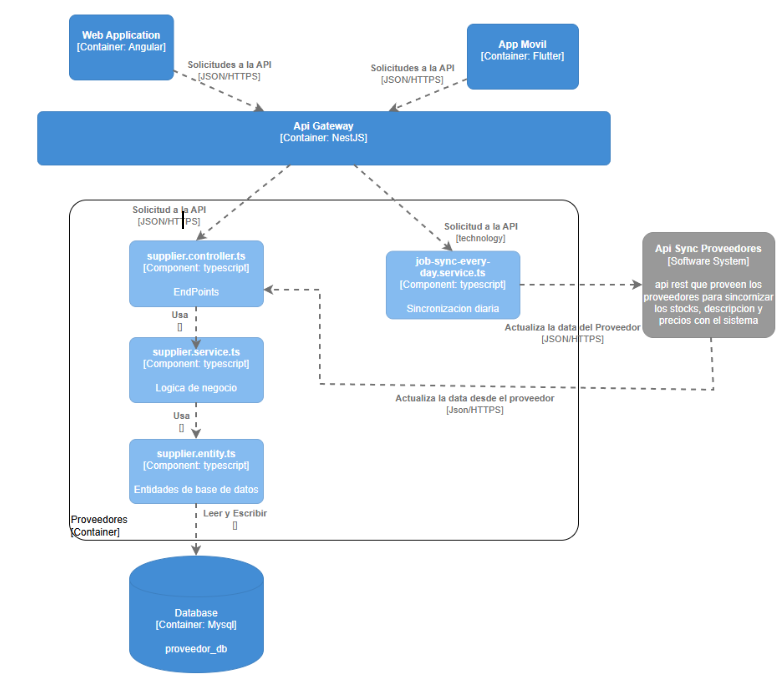 Web Application
[Container: Angular]
App Movil
[Container: Flutter]
Solicitudes a la API
[JSON/HTTPS]
Solicitudes a la API
[JSON/HTTPS]
Api Gateway
[Container: NestJS]
Solicitud a la API
[JSON/HTTPS]
Solicitud a la API
[technology]
supplier.controller.ts
[Component: typescript]
EndPoints
job-sync-every-
day.service.ts
[Component: typescript]
Sincronizacion diaria
Api Sync Proveedores
[Software System]
api rest que proveen los
proveedores para sincornizar
los stocks, descripcion y
precios con el sistema
Usa
[]
Actualiza la data del Proveedor
[JSON/HTTPS]
supplier.service.ts
[Component: typescript]
Logica de negocio
Actualiza la data desde el proveedor
[Json/HTTPS]
Usa
[]
supplier.entity.ts
[Component: typescript]
Entidades de base de datos
Leer y Escribir
[]
Proveedores
[Container]
Database
[Container: Mysql]
proveedor_db